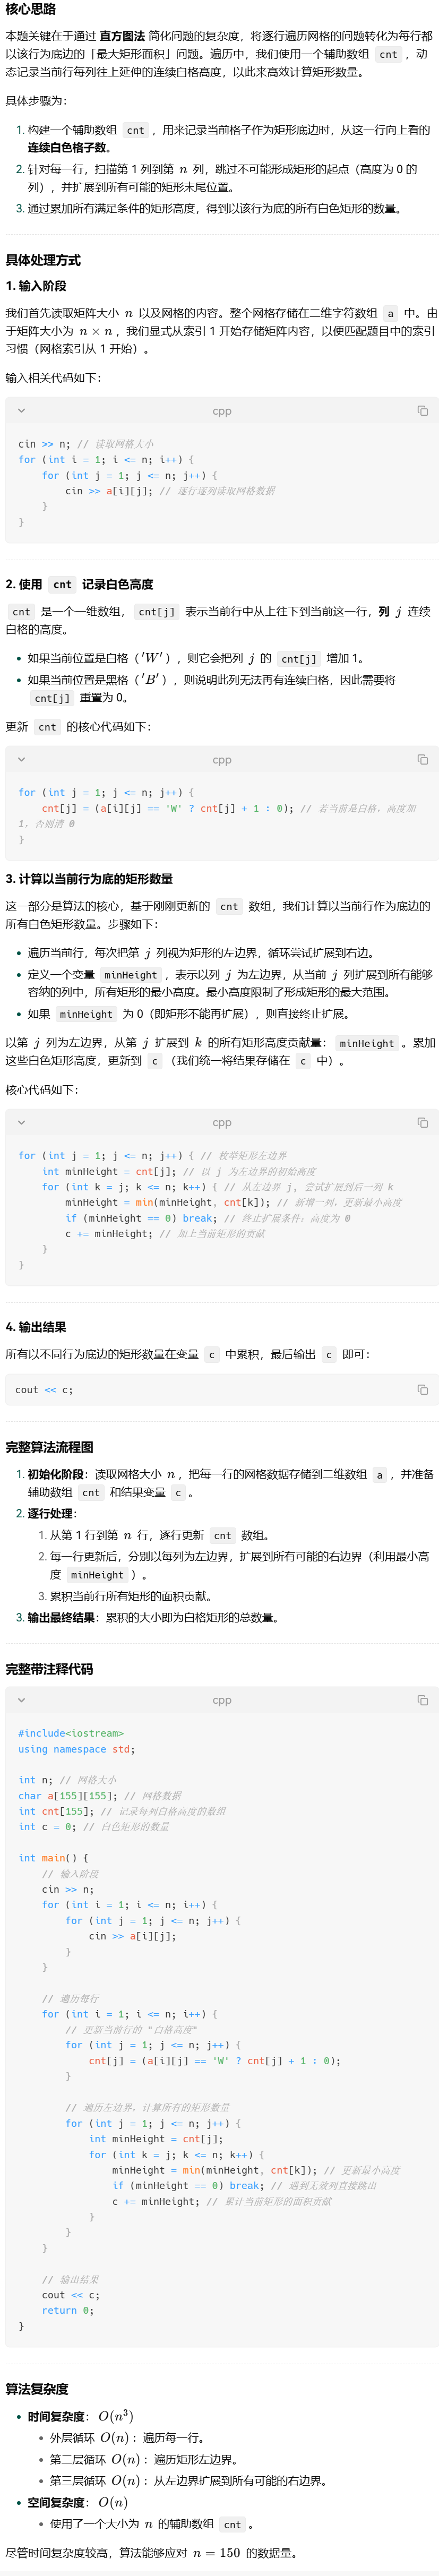 核心思路
本题关键在于通过 直方图法 简化问题的复杂度，将逐行遍历网格的问题转化为每行都
以该行为底边的「最大矩形面积」问题。遍历中，我们使用一个辅助数组 cnt ，动
态记录当前行每列往上延伸的连续白格高度，以此来高效计算矩形数量。
具体步骤为：
1. 构建一个辅助数组 cnt ，用来记录当前格子作为矩形底边时，从这一行向上看的
连续白色格子数。
2. 针对每一行，扫描第 1 列到第 n 列，跳过不可能形成矩形的起点（高度为 0 的
列），并扩展到所有可能的矩形末尾位置。
3. 通过累加所有满足条件的矩形高度，得到以该行为底的所有白色矩形的数量。
具体处理方式
1. 输入阶段
我们首先读取矩阵大小 n 以及网格的内容。整个网格存储在二维字符数组 a 中。由
于矩阵大小为 n × n ，我们显式从索引 1 开始存储矩阵内容，以便匹配题目中的索引
习惯（网格索引从 1 开始）。
输入相关代码如下：
cpp
cin >> n; // 读取网格大小
for (int i = 1; i <= n; i++) {
    for (int j = 1; j <= n; j++) {
        cin >> a[i][j]; // 逐行逐列读取网格数据
    }
}
2. 使用 cnt 记录白色高度
cnt 是一个一维数组， cnt[j] 表示当前行中从上往下到当前这一行，列 j 连续
白格的高度。
• 如果当前位置是白格（ ′W′ ），则它会把列 j 的 cnt[j] 增加 1。
• 如果当前位置是黑格（ ′B′ ），则说明此列无法再有连续白格，因此需要将
cnt[j] 重置为 0。
更新 cnt 的核心代码如下：
cpp
for (int j = 1; j <= n; j++) {
    cnt[j] = (a[i][j] == 'W' ? cnt[j] + 1 : 0); // 若当前是白格，高度加
1，否则清 0
}
3. 计算以当前行为底的矩形数量
这一部分是算法的核心，基于刚刚更新的 cnt 数组，我们计算以当前行作为底边的
所有白色矩形数量。步骤如下：
• 遍历当前行，每次把第 j 列视为矩形的左边界，循环尝试扩展到右边。
• 定义一个变量 minHeight ，表示以列 j 为左边界，从当前 j 列扩展到所有能够
容纳的列中，所有矩形的最小高度。最小高度限制了形成矩形的最大范围。
• 如果 minHeight 为 0（即矩形不能再扩展），则直接终止扩展。
以第 j 列为左边界，从第 j 扩展到 k 的所有矩形高度贡献量： minHeight 。累加
这些白色矩形高度，更新到 c （我们统一将结果存储在 c 中）。
核心代码如下：
cpp
for (int j = 1; j <= n; j++) { // 枚举矩形左边界
    int minHeight = cnt[j]; // 以 j 为左边界的初始高度
    for (int k = j; k <= n; k++) { // 从左边界 j, 尝试扩展到后一列 k
        minHeight = min(minHeight, cnt[k]); // 新增一列，更新最小高度
        if (minHeight == 0) break; // 终止扩展条件：高度为 0
        c += minHeight; // 加上当前矩形的贡献
    }
}
4. 输出结果
所有以不同行为底边的矩形数量在变量 c 中累积，最后输出 c 即可：
cout << c;
完整算法流程图
1. 初始化阶段：读取网格大小 n ，把每一行的网格数据存储到二维数组 a ，并准备
辅助数组 cnt 和结果变量 c 。
2. 逐行处理：
1. 从第 1 行到第 n 行，逐行更新 cnt 数组。
2. 每一行更新后，分别以每列为左边界，扩展到所有可能的右边界（利用最小高
度 minHeight ）。
3. 累积当前行所有矩形的面积贡献。
3. 输出最终结果：累积的大小即为白格矩形的总数量。
完整带注释代码
cpp
#include<iostream>
using namespace std;
int n; // 网格大小
char a[155][155]; // 网格数据
int cnt[155]; // 记录每列白格高度的数组
int c = 0; // 白色矩形的数量
int main() {
    // 输入阶段
    cin >> n;
    for (int i = 1; i <= n; i++) {
        for (int j = 1; j <= n; j++) {
            cin >> a[i][j];
        }
    }
    // 遍历每行
    for (int i = 1; i <= n; i++) {
        // 更新当前行的 "白格高度"
        for (int j = 1; j <= n; j++) {
            cnt[j] = (a[i][j] == 'W' ? cnt[j] + 1 : 0);
        }
        // 遍历左边界，计算所有的矩形数量
        for (int j = 1; j <= n; j++) {
            int minHeight = cnt[j];
            for (int k = j; k <= n; k++) {
                minHeight = min(minHeight, cnt[k]); // 更新最小高度
                if (minHeight == 0) break; // 遇到无效列直接跳出
                c += minHeight; // 累计当前矩形的面积贡献
            }
        }
    }
    // 输出结果
    cout << c;
    return 0;
}
算法复杂度
• 时间复杂度： O(n³)
• 外层循环 O(n)：遍历每一行。
• 第二层循环 O(n)：遍历矩形左边界。
• 第三层循环 O(n)：从左边界扩展到所有可能的右边界。
• 空间复杂度： O(n)
• 使用了一个大小为 n 的辅助数组 cnt 。
尽管时间复杂度较高，算法能够应对 n = 150 的数据量。